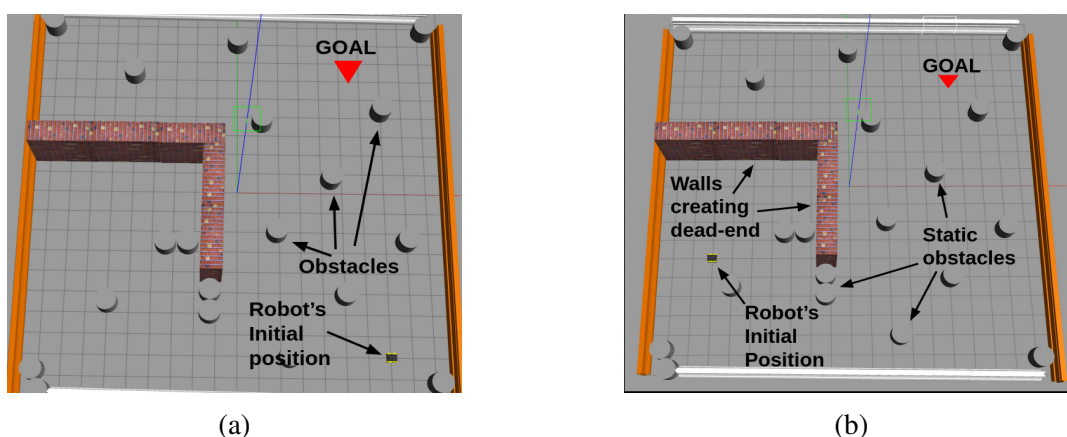 GOAL
Obstacles
Robot's
Initial
position
(a)
GOAL
Walls
creating
dead-end
Static
obstacles
Robot's
Initial
Position
(b)